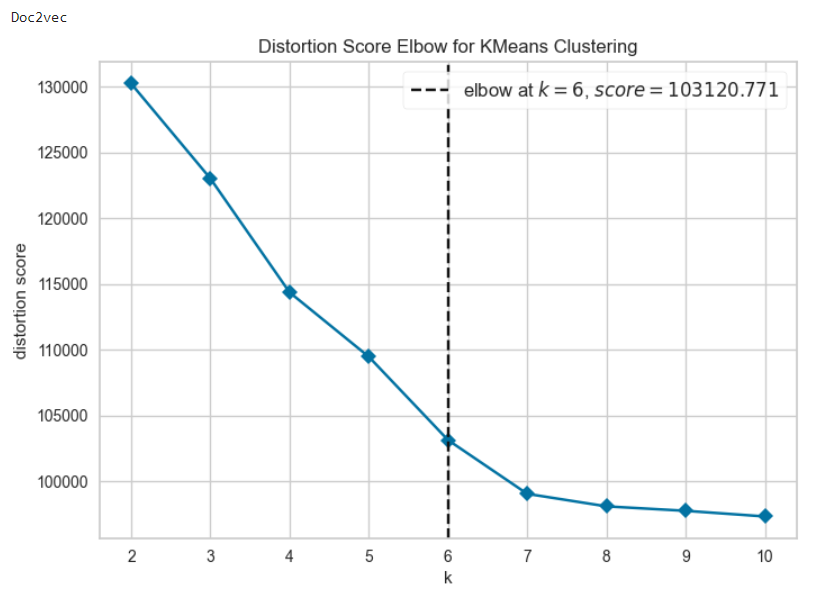 Doc2vec
Distortion Score Elbow for KMeans Clustering
elbow at k = 6, score = 103120.771
130000
125000
120000
115000
110000
105000
100000
distortion score
2 3 4 5 6 7 8 9 10
k